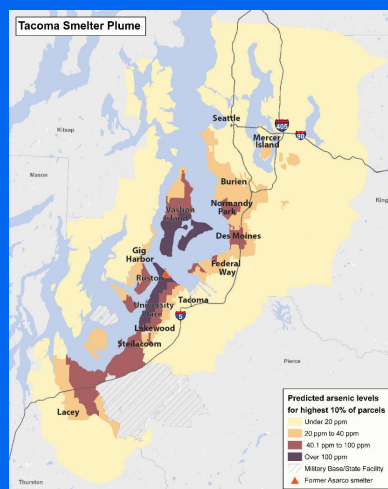 Tacoma Smelter Plume
Seattle
405
90
Kitsap
Mercer
Island
Mason
Burien
King
Vashon
Island
Normandy
Park
Des Moines
Gig
Harbor
Federal
Way
Ruston
Tacoma
University
Place
5
Lakewood
Steilacoom
Pierce
Lacey
Thurston
Predicted arsenic levels
for highest 10% of parcels
Under 20 ppm
20 ppm to 40 ppm
40.1 ppm to 100 ppm
Over 100 ppm
Military Base/State Facility
Former Asarco smelter